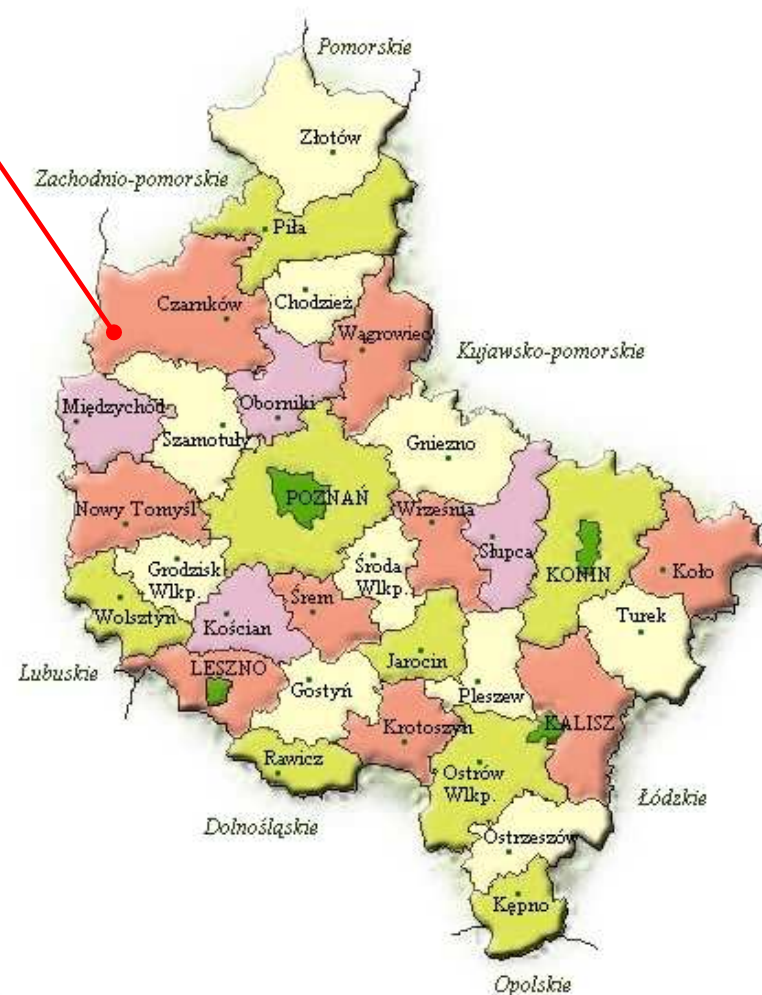 Pomorskie
Złotów
Zachodnio-pomorskie
Piła
Czarnków
Chodzież
Wągrowiec
Kujawsko-pomorskie
Międzychód
Oborniki
Szamotuły
Gniezno
POZNAŃ
Nowy Tomyśl
Września
Słupca
KONIN
Koło
Grodzisk
Wlkp.
Środa
Wlkp.
Wolsztyn
Kościan
Śrem
Turek
Lubuskie
LESZNO
Gostyń
Jarocin
Pleszew
Krotoszyn
KALISZ
Rawicz
Ostrów
Wlkp.
Łódzkie
Dolnośląskie
Ostrzeszów
Kępno
Opolskie